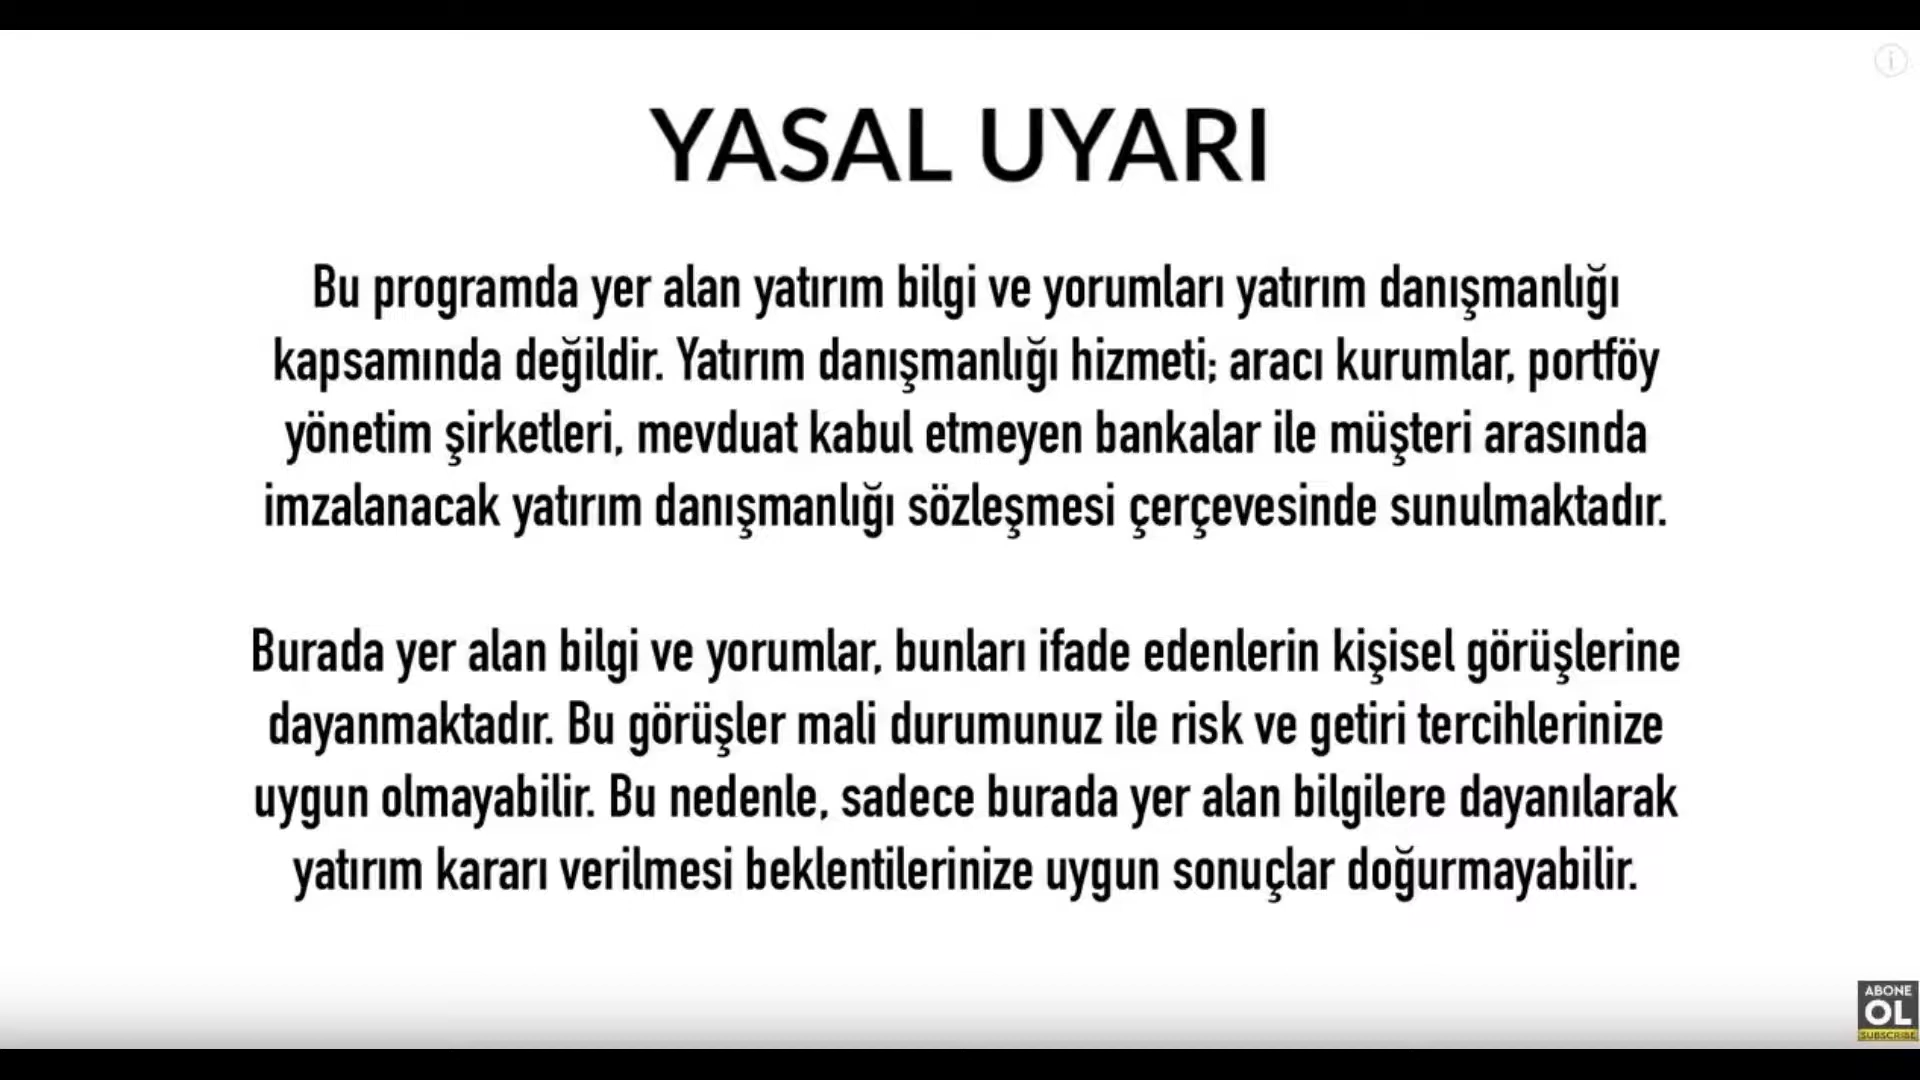 YASAL UYARI
Bu programda yer alan yatırım bilgi ve yorumları yatırım danışmanlığı
kapsamında değildir. Yatırım danışmanlığı hizmeti; aracı kurumlar, portföy
yönetim şirketleri, mevduat kabul etmeyen bankalar ile müşteri arasında
imzalanacak yatırım danışmanlığı sözleşmesi çerçevesinde sunulmaktadır.
Burada yer alan bilgi ve yorumlar, bunları ifade edenlerin kişisel görüşlerine
dayanmaktadır. Bu görüşler mali durumunuz ile risk ve getiri tercihlerinize
uygun olmayabilir. Bu nedenle, sadece burada yer alan bilgilere dayanılarak
yatırım kararı verilmesi beklentilerinize uygun sonuçlar doğurmayabilir.
ABONE
OL
SUBSCRIBE